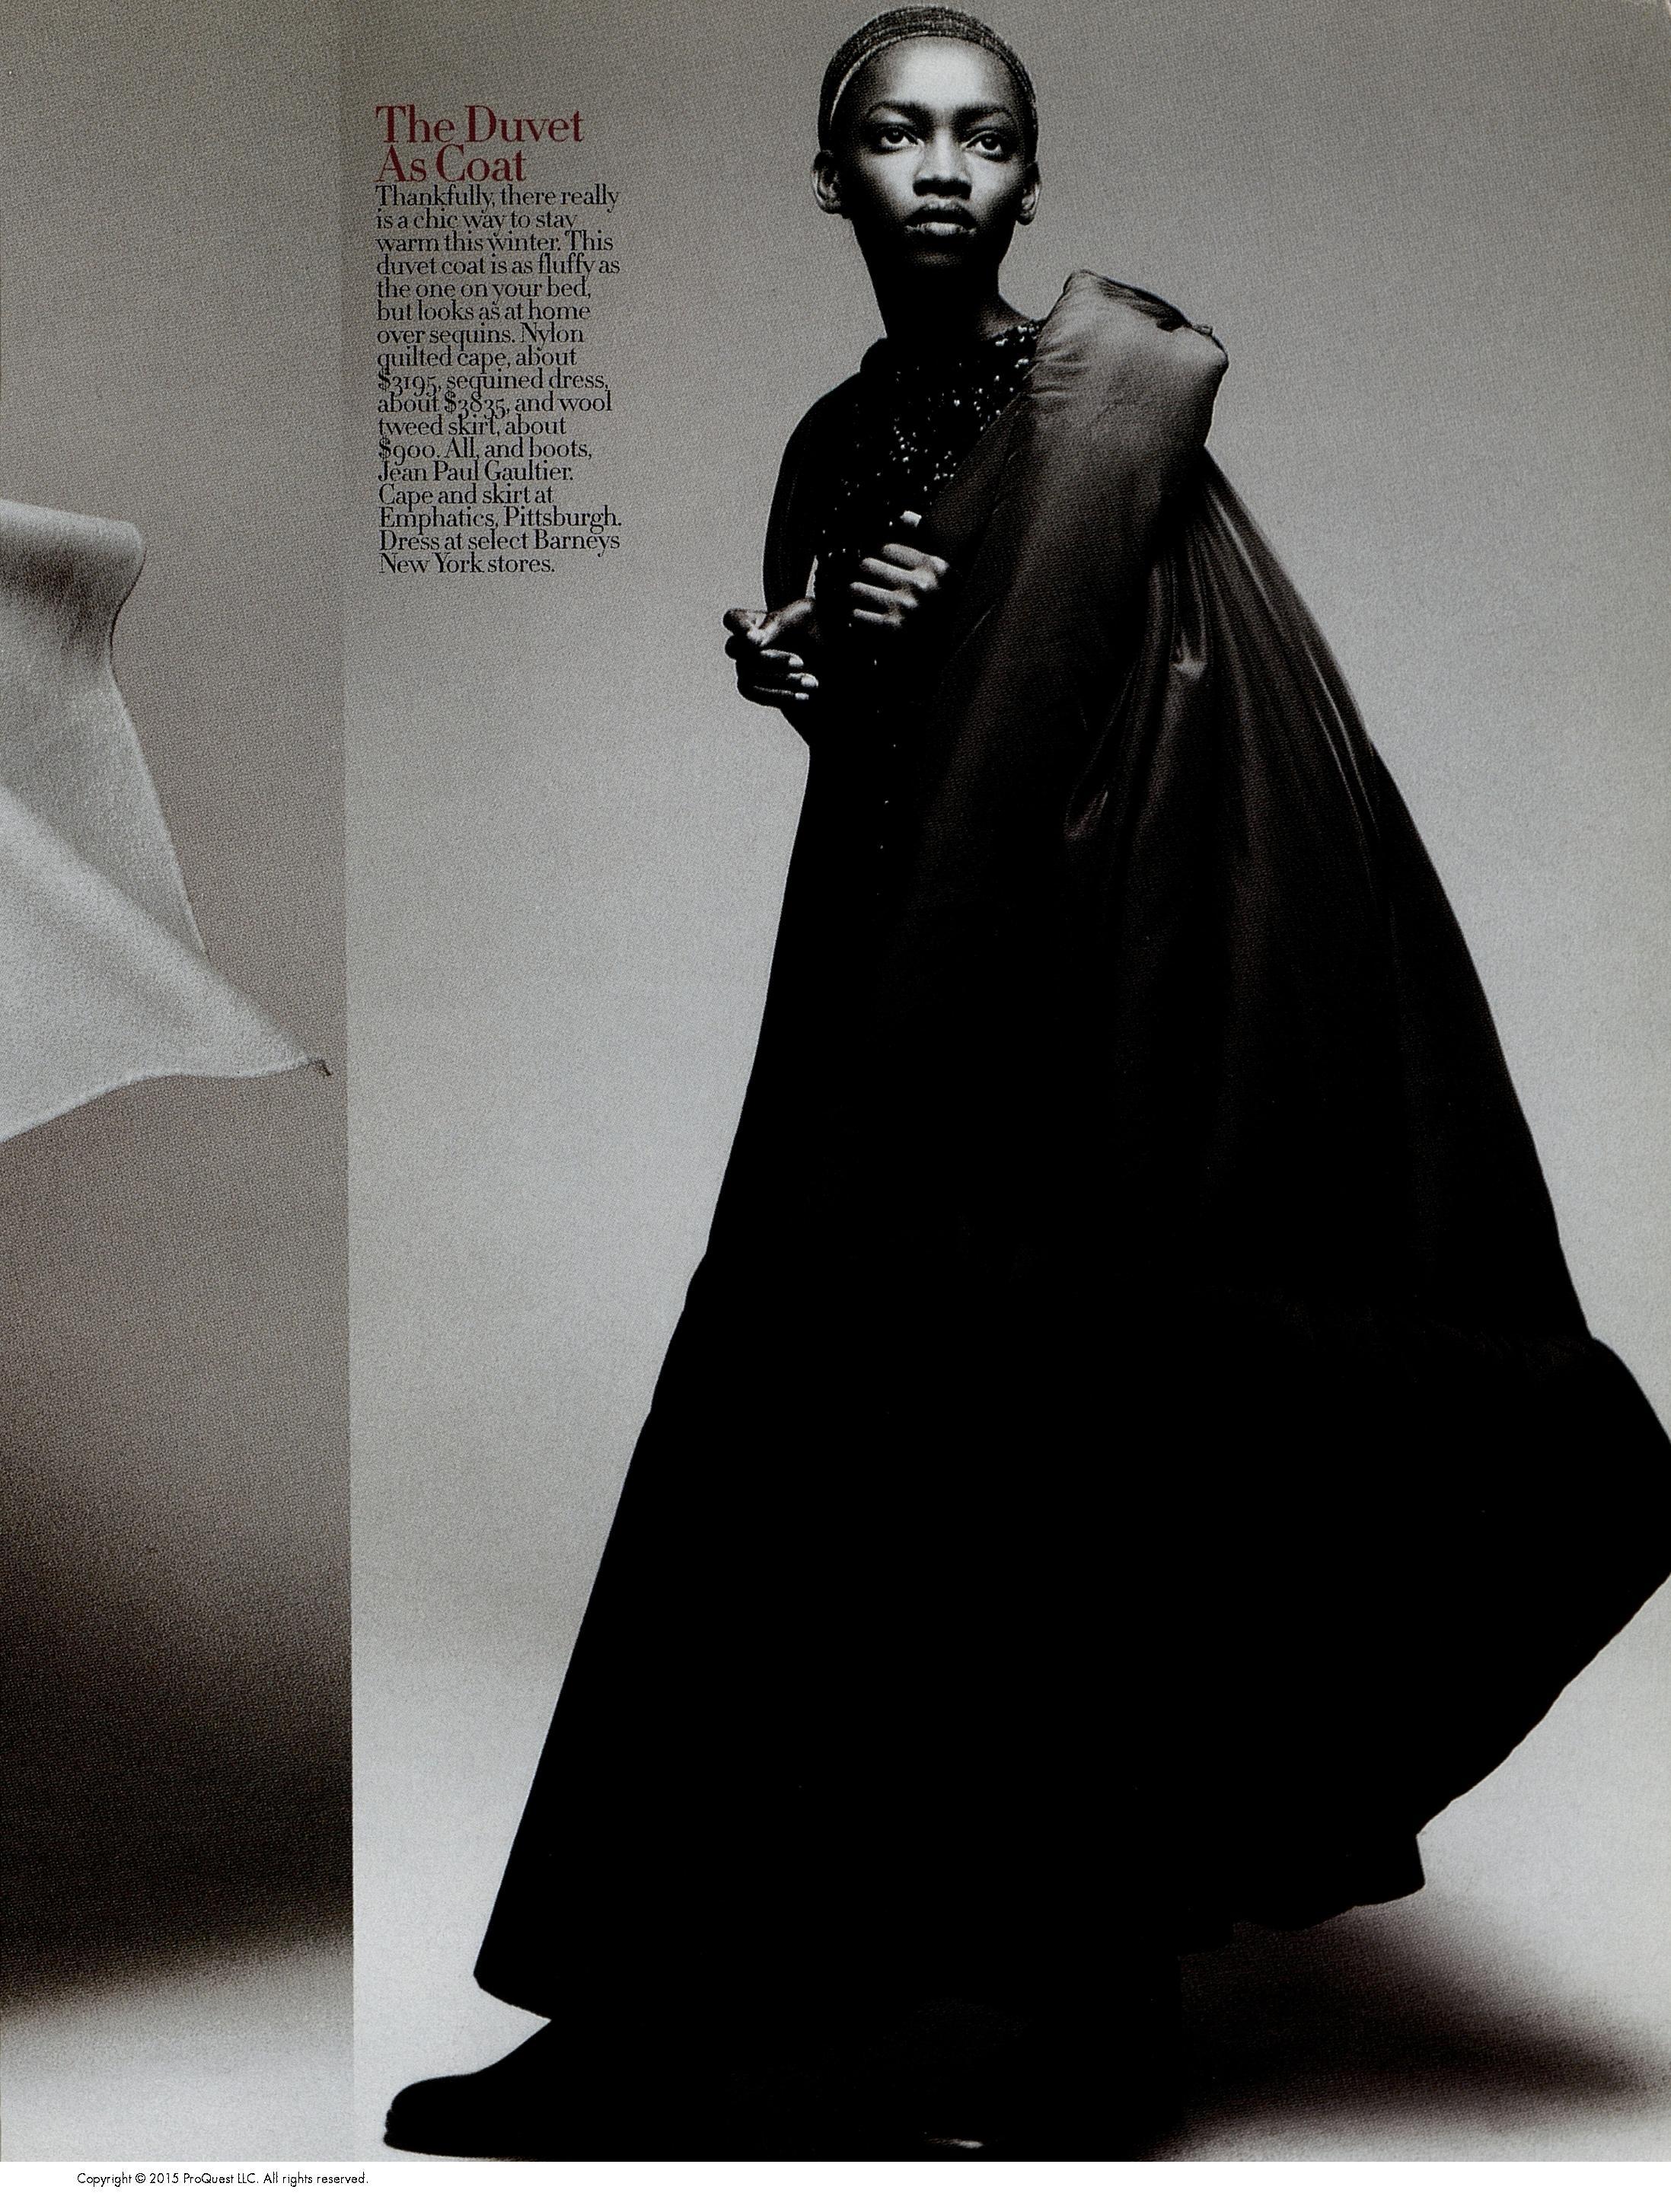 The Duvet
As Coat
Thankfully, there really
is a chic way to stay
warm this winter. This
duvet coat is as fluffy as
the one on your bed,
but looks as at home
over sequins. Nylon
quilted cape, about
$3195, sequined dress,
about $3835, and wool
tweed skirt, about
$900. All, and boots,
Jean Paul Gaultier.
Cape and skirt at
Emphatics, Pittsburgh.
Dress at select Barneys
New York stores.
Copyright © 2015 ProQuest LLC. All rights reserved.